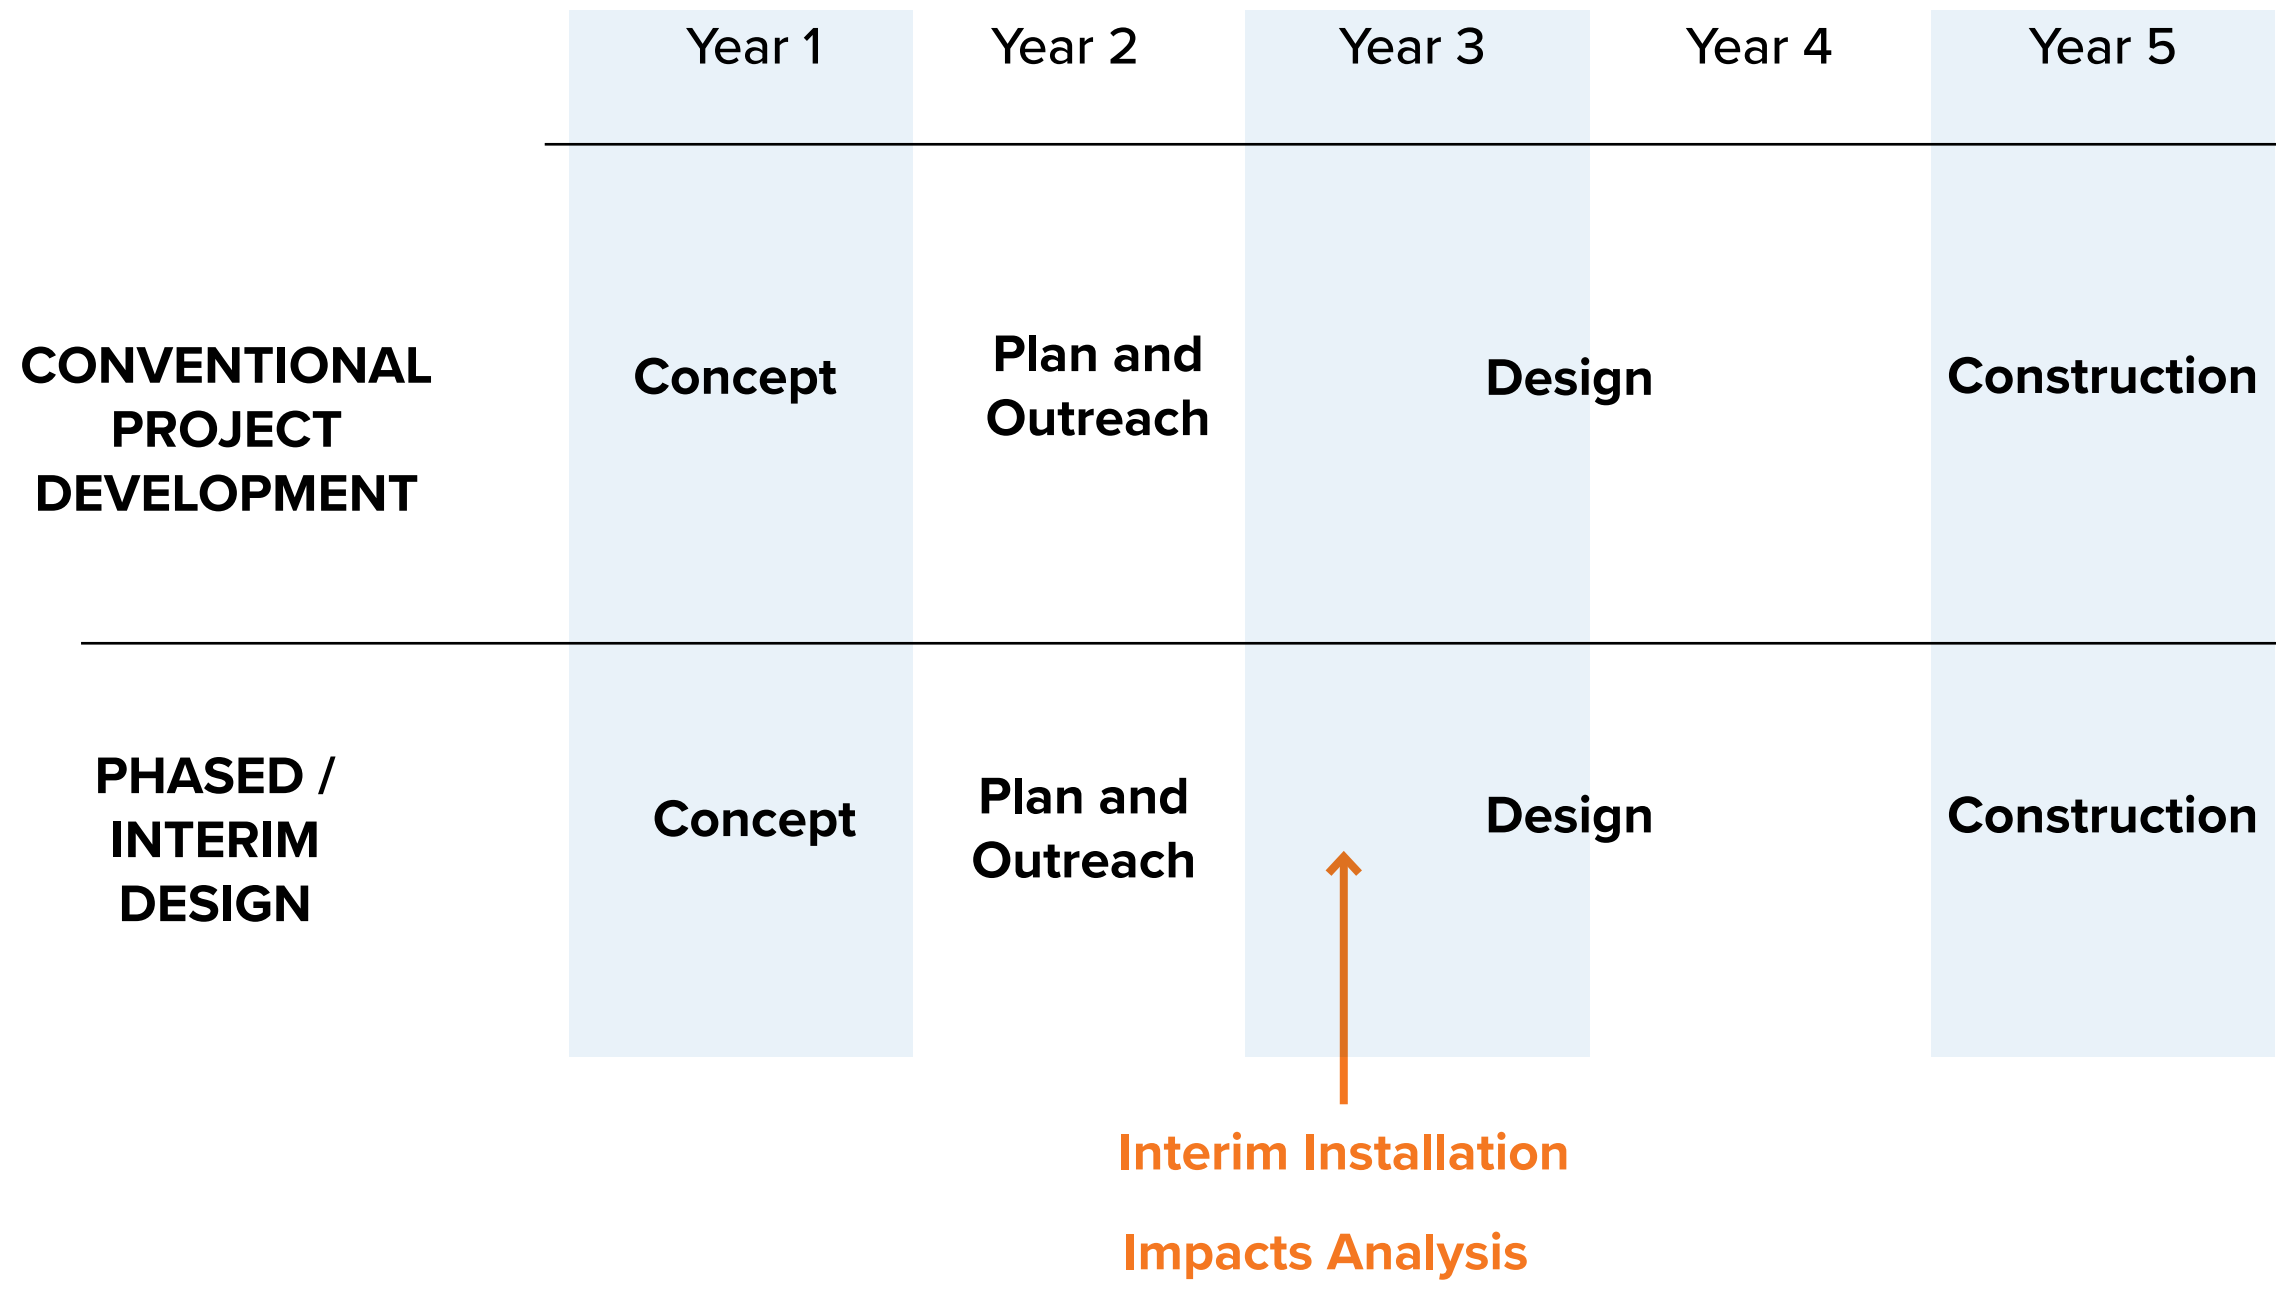 Year 1 Year 2 Year 3 Year 4 Year 5
CONVENTIONAL
PROJECT
DEVELOPMENT
Concept
Plan and
Outreach
Design
Construction
PHASED /
INTERIM
DESIGN
Concept
Plan and
Outreach
Design
Construction
Interim Installation
Impacts Analysis